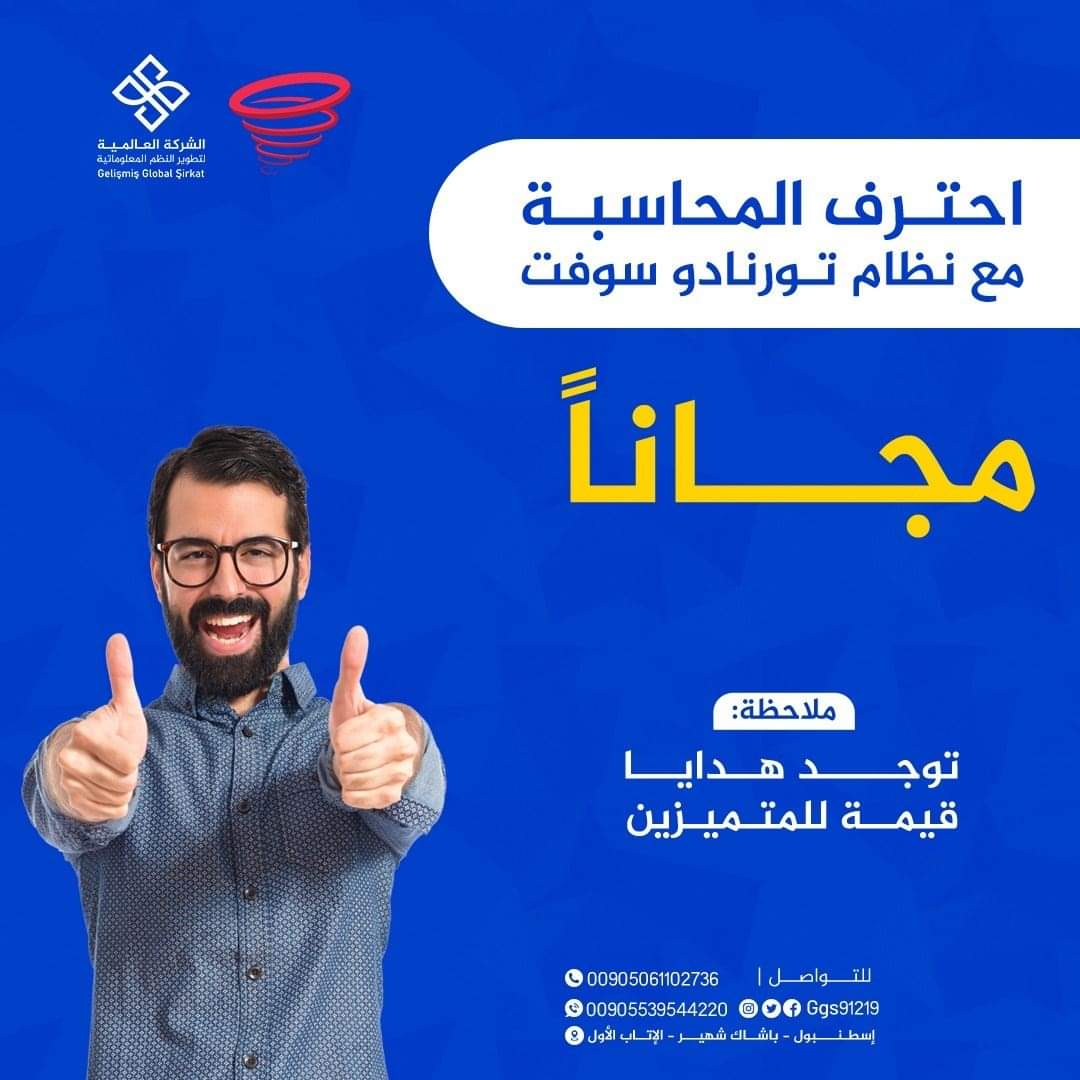 الشركة العالمية
لتطوير النظم المعلوماتية
Gelişmiş Global Şirkat
احترف المحاسبة
مع نظام تورنادو سوفت
مجاناً
ملاحظة:
توجد هدايا
قيمة للمتميزين
للتواصل | 00905061102736
Ggs91219 00905539544220
إسطنبول - باشاك شهير - الإتاب الأول